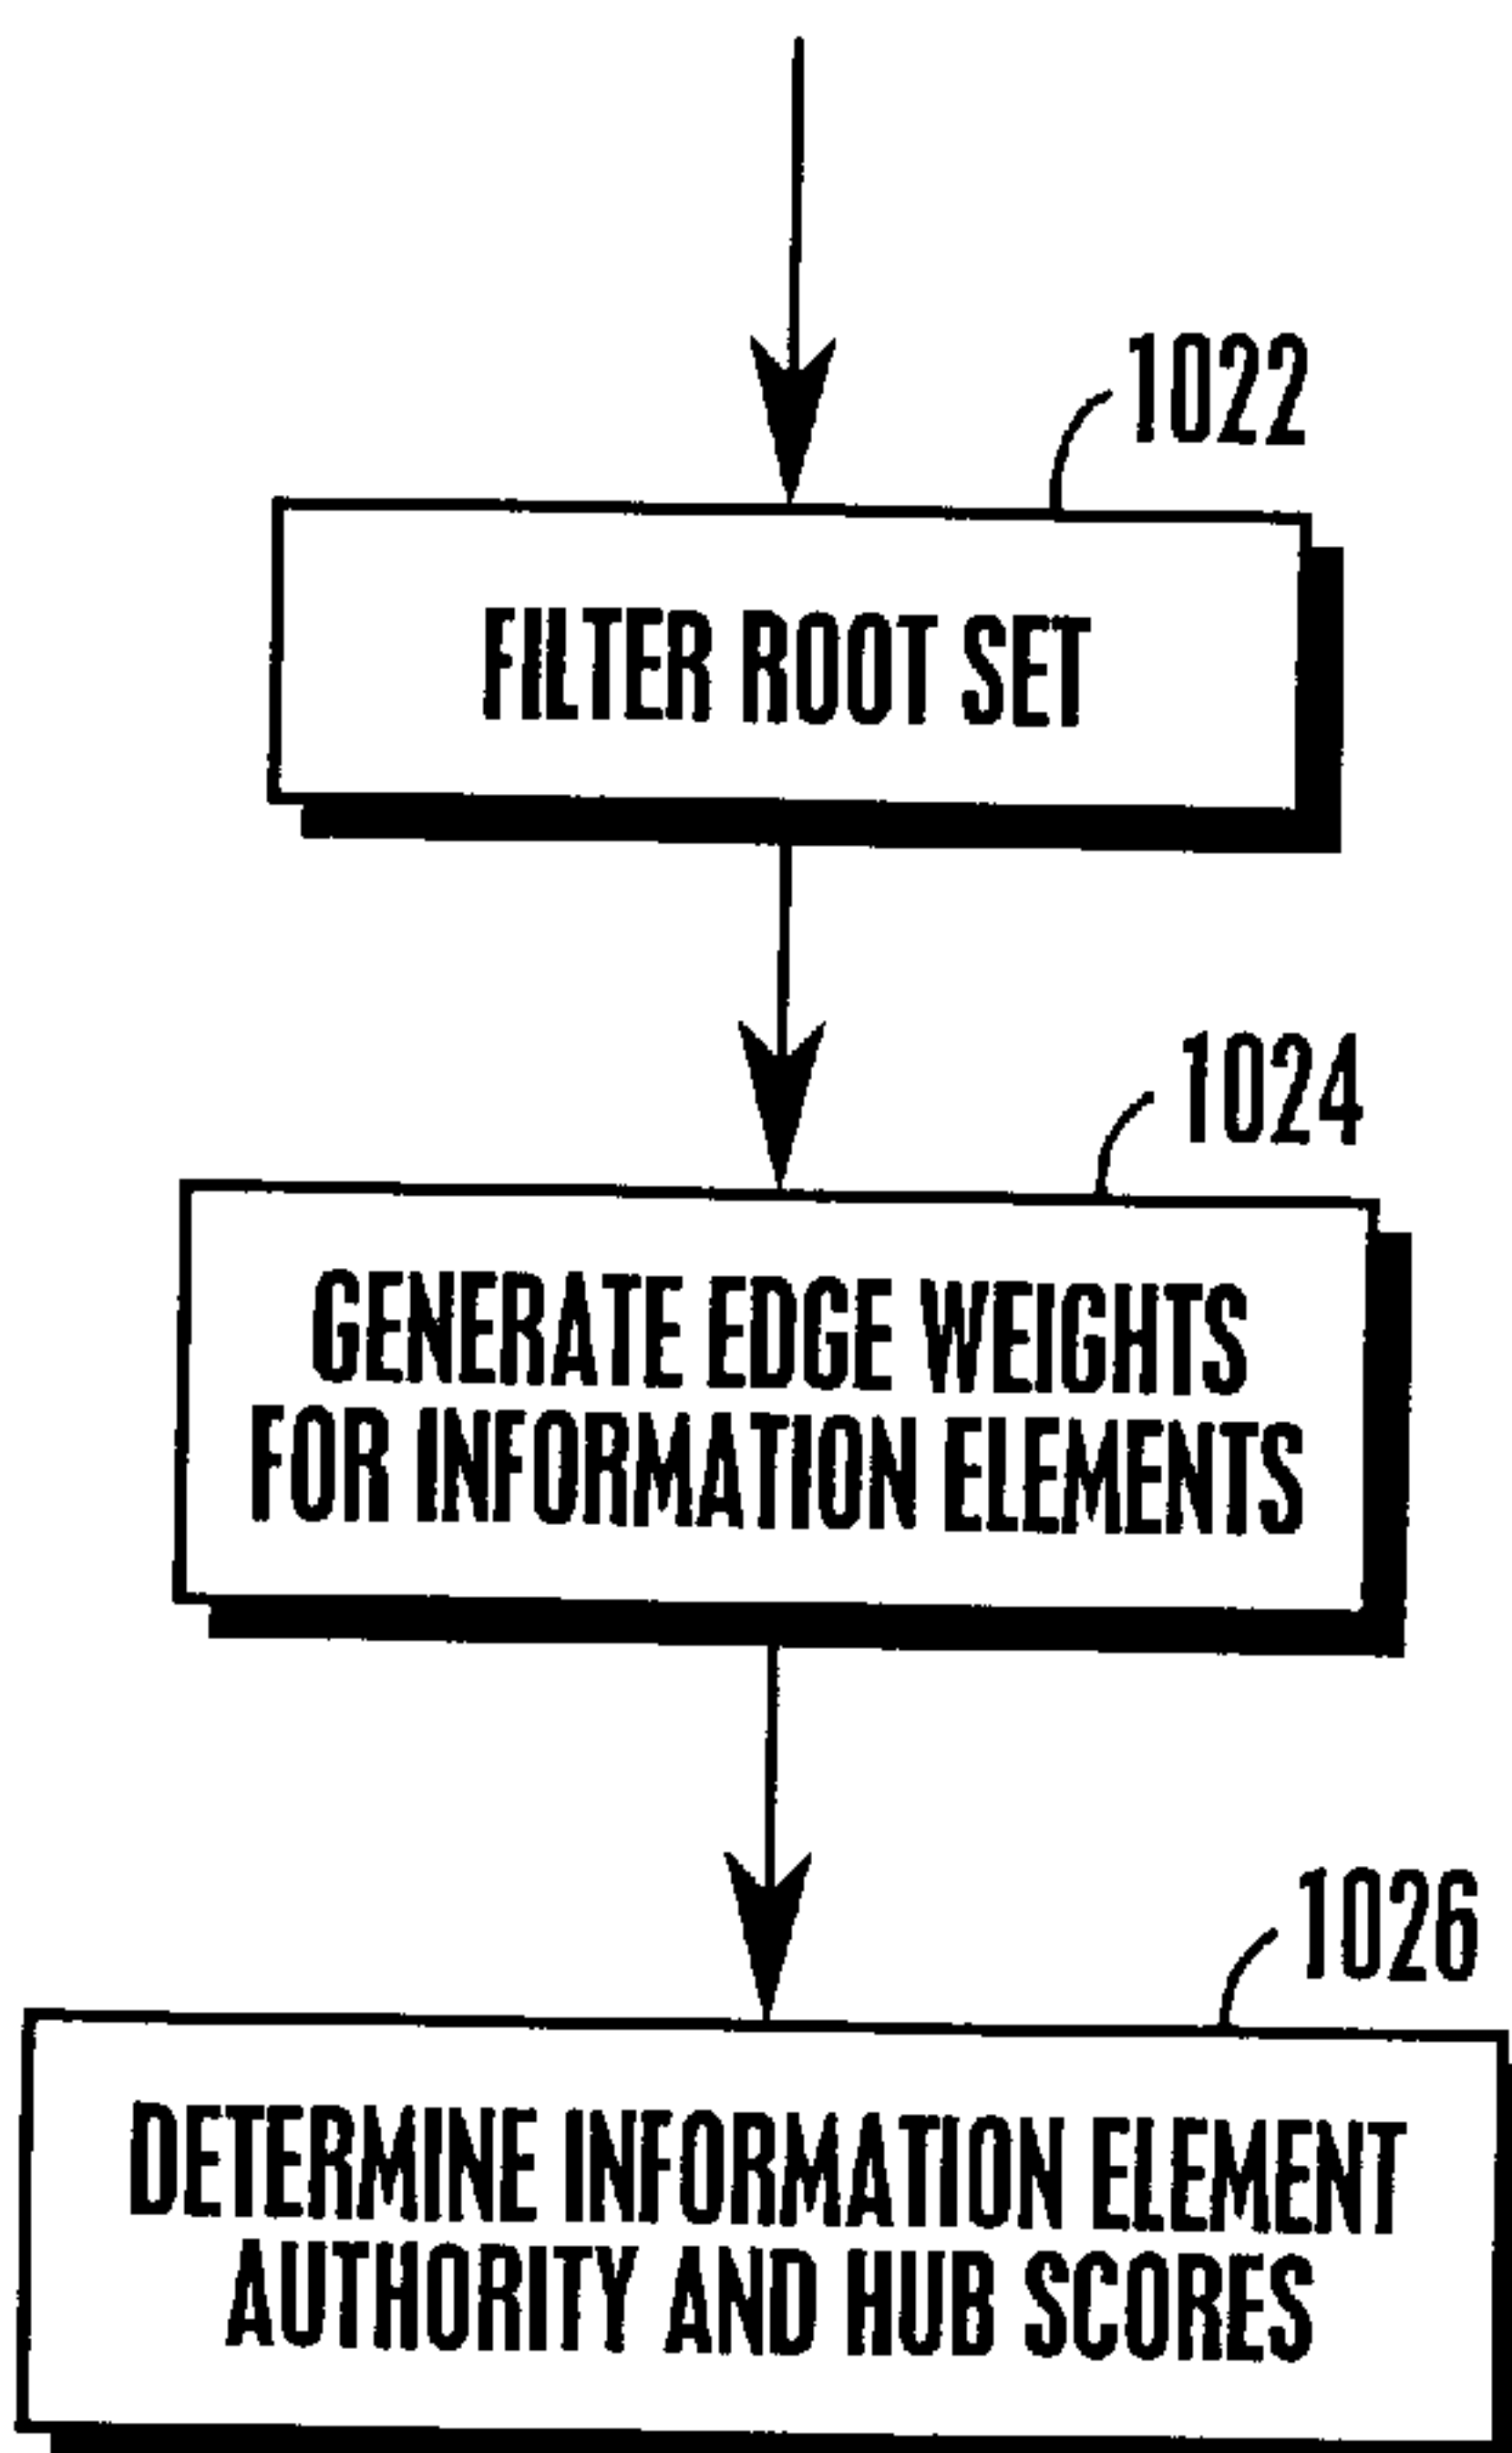 1022
FILTER ROOT SET
1024
GENERATE EDGE WEIGHTS
FOR INFORMATION ELEMENTS
1026
DETERMINE INFORMATION ELEMENT
AUTHORITY AND HUB SCORES